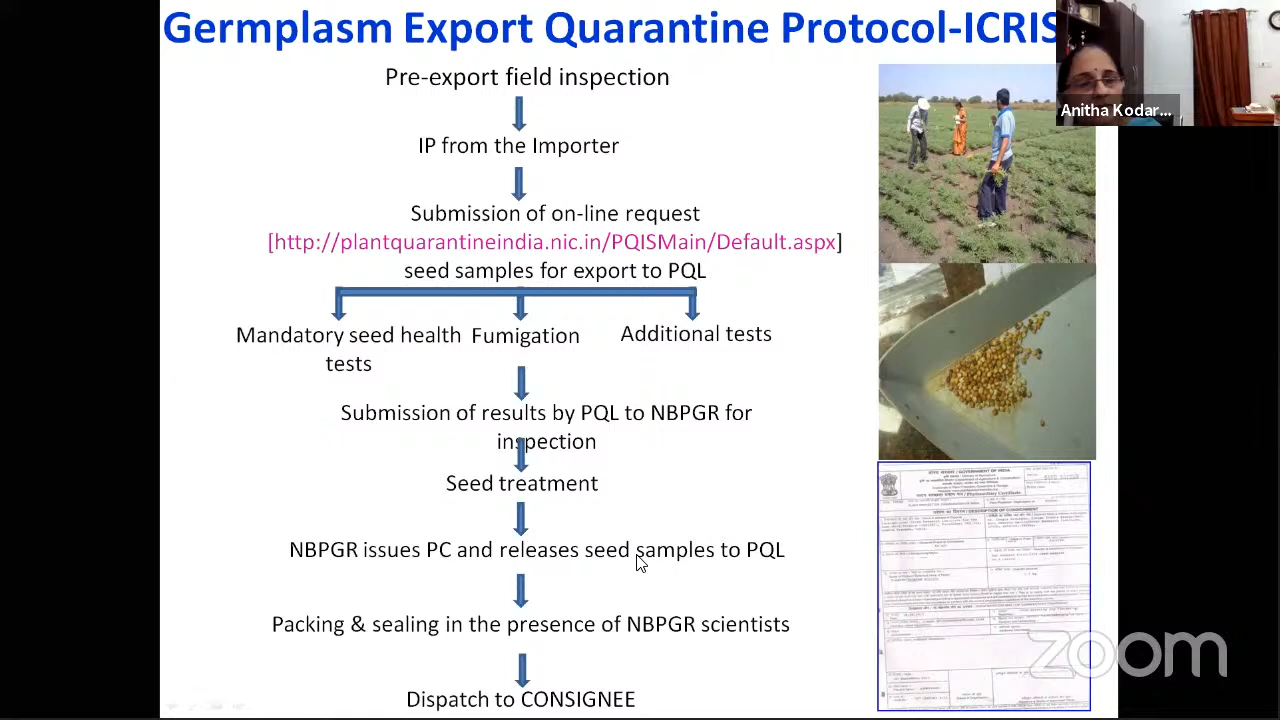 Germplasm Export Quarantine Protocol-ICRIS
Anitha Kodar...
Pre-export field inspection
IP from the Importer
Submission of on-line request
[http://plantquarantineindia.nic.in/PQISMain/Default.aspx]
seed samples for export to PQL
Mandatory seed health tests
Fumigation
Additional tests
Submission of results by PQL to NBPGR for
inspection
Seed treatment
NBPGR issues PC and releases seed samples to PQL
Packing & Sealing in the presence of NBPGR scientists
Dispatch to CONSIGNEE
zoom